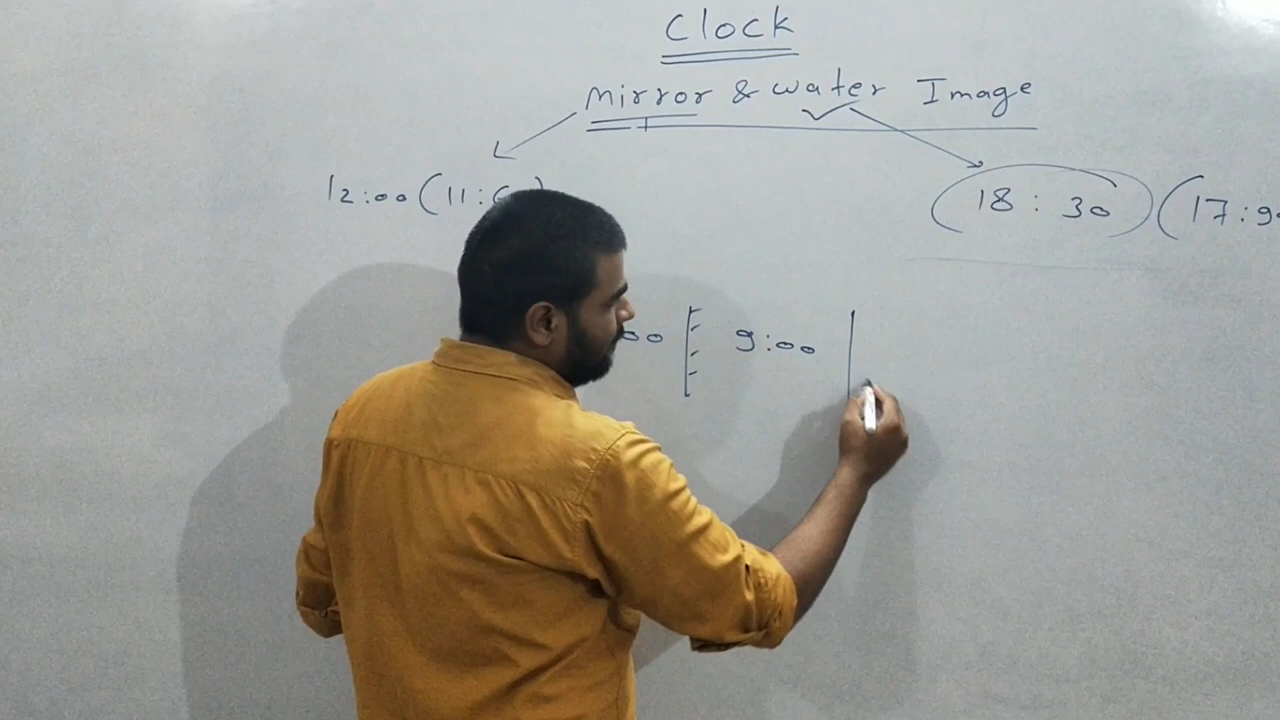 Clock
Mirror & water Image
12:00 (11:
18 : 30 (17:9
00 9:00